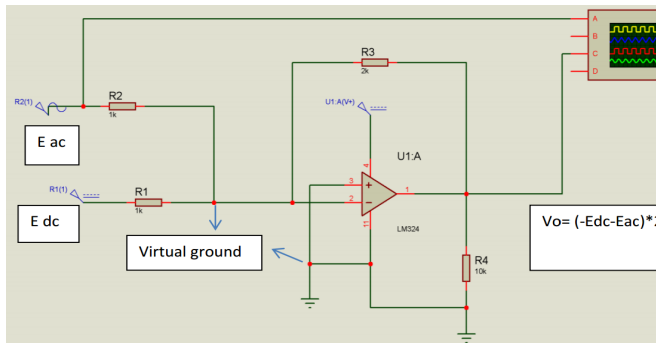 A
B
C
D
R3
2k
R2(1)
R2
1k
U1:A(V+)
U1:A
E ac
4
3
1
2
R1(1)
R1
1k
11
LM324
E dc
Vo= (-Edc-Eac)*2
Virtual ground
R4
10k